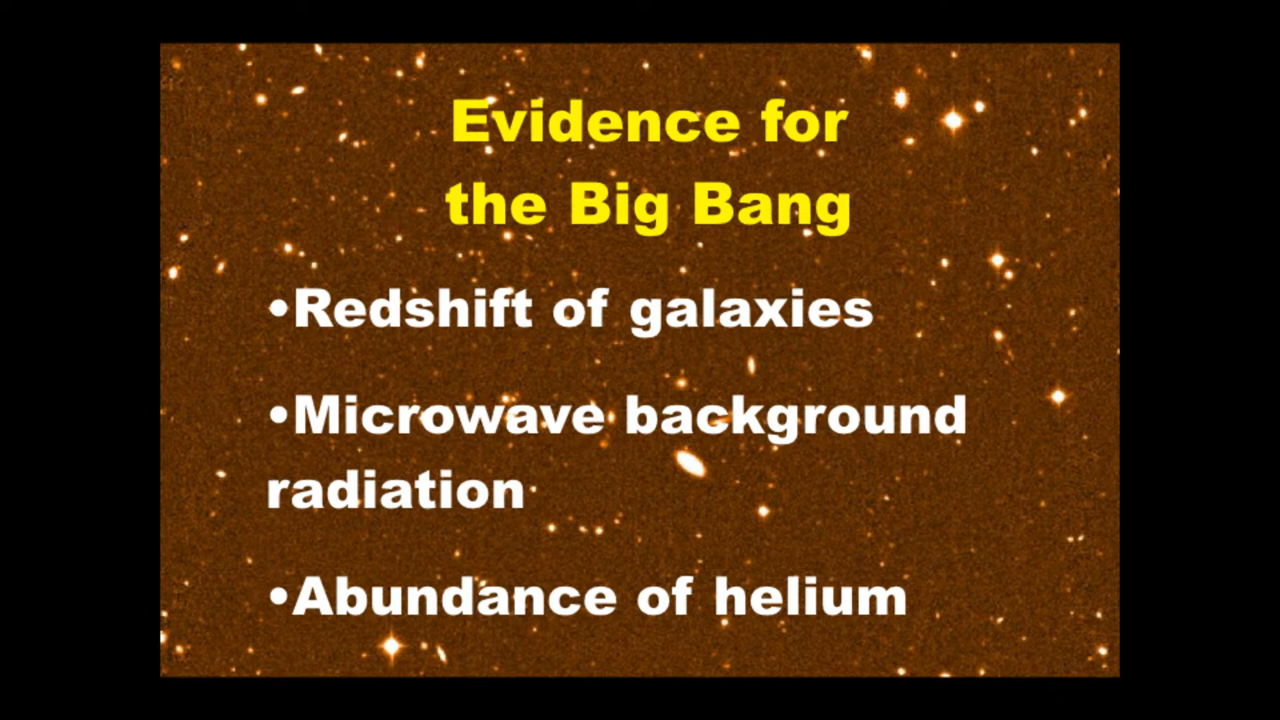 Evidence for
the Big Bang
•Redshift of galaxies
•Microwave background
radiation
•Abundance of helium